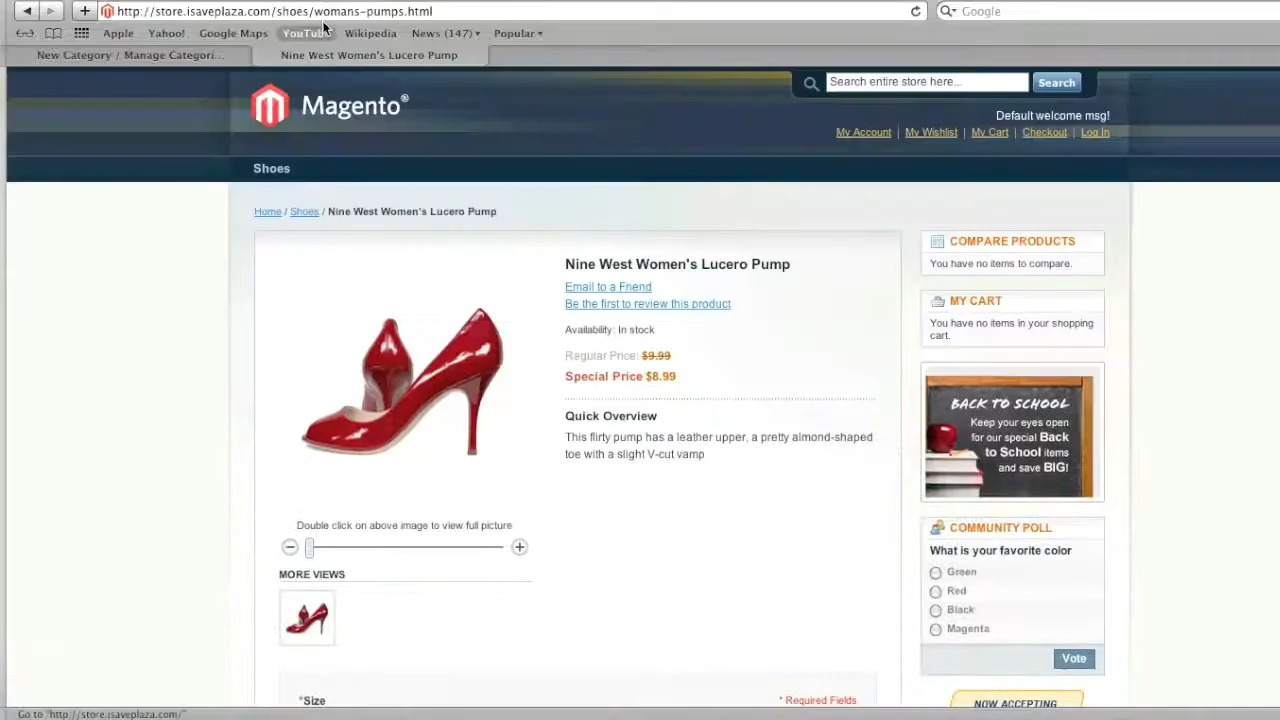 http://store.isaveplaza.com/shoes/womans-pumps.html
Google
Apple Yahoo! Google Maps YouTube Wikipedia News (147) Popular
New Category / Manage Categori...
Nine West Women's Lucero Pump
Magento®
Search entire store here...
Search
Default welcome msg!
My Account | My Wishlist | My Cart | Checkout | Log In
Shoes
Home / Shoes / Nine West Women's Lucero Pump
Nine West Women's Lucero Pump
Email to a Friend
Be the first to review this product
Availability: In stock
Regular Price: $9.99
Special Price $8.99
Quick Overview
This flirty pump has a leather upper, a pretty almond-shaped
toe with a slight V-cut vamp
Double click on above image to view full picture
MORE VIEWS
*Size
* Required Fields
COMPARE PRODUCTS
You have no items to compare.
MY CART
You have no items in your shopping
cart.
BACK TO SCHOOL
Keep your eyes open
for our special Back
to School items
and save BIG!
COMMUNITY POLL
What is your favorite color
Green
Red
Black
Magenta
Vote
NOW ACCEPTING
Go to "http://store.isaveplaza.com/"